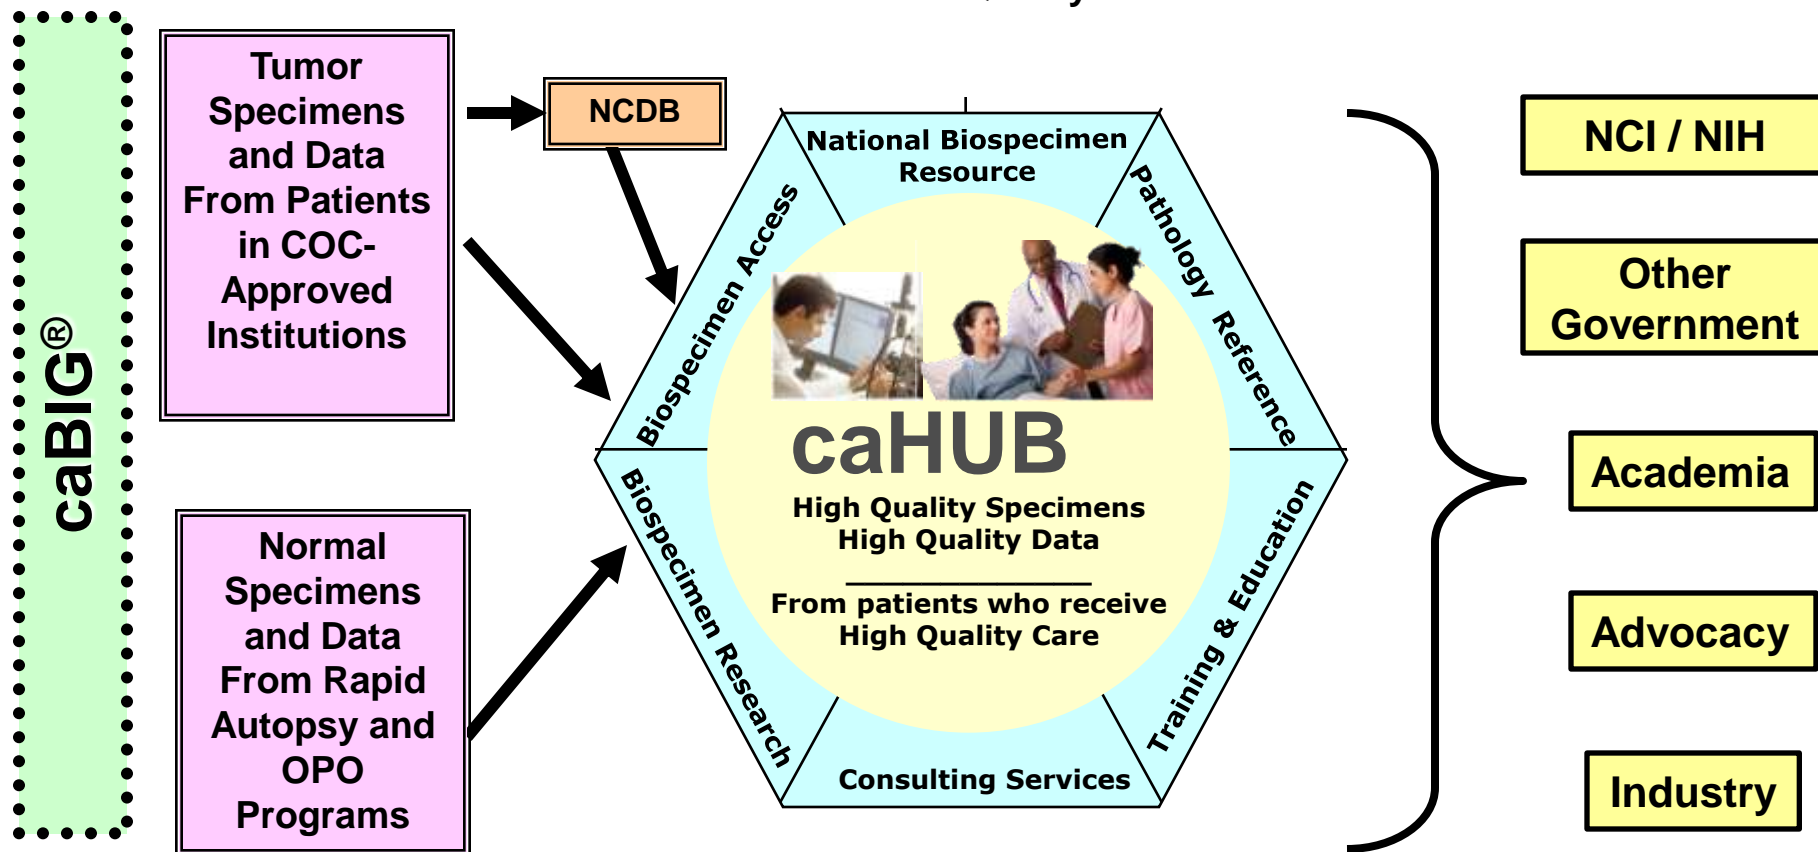 caBIG®
Tumor
Specimens
and Data
From Patients
in COC-
Approved
Institutions
NCDB
Normal
Specimens
and Data
From Rapid
Autopsy and
OPO
Programs
National Biospecimen
Resource
Biospecimen Access
Pathology Reference
Biospecimen Research
Training & Education
Consulting Services
caHUB
High Quality Specimens
High Quality Data
From patients who receive
High Quality Care
NCI / NIH
Other
Government
Academia
Advocacy
Industry